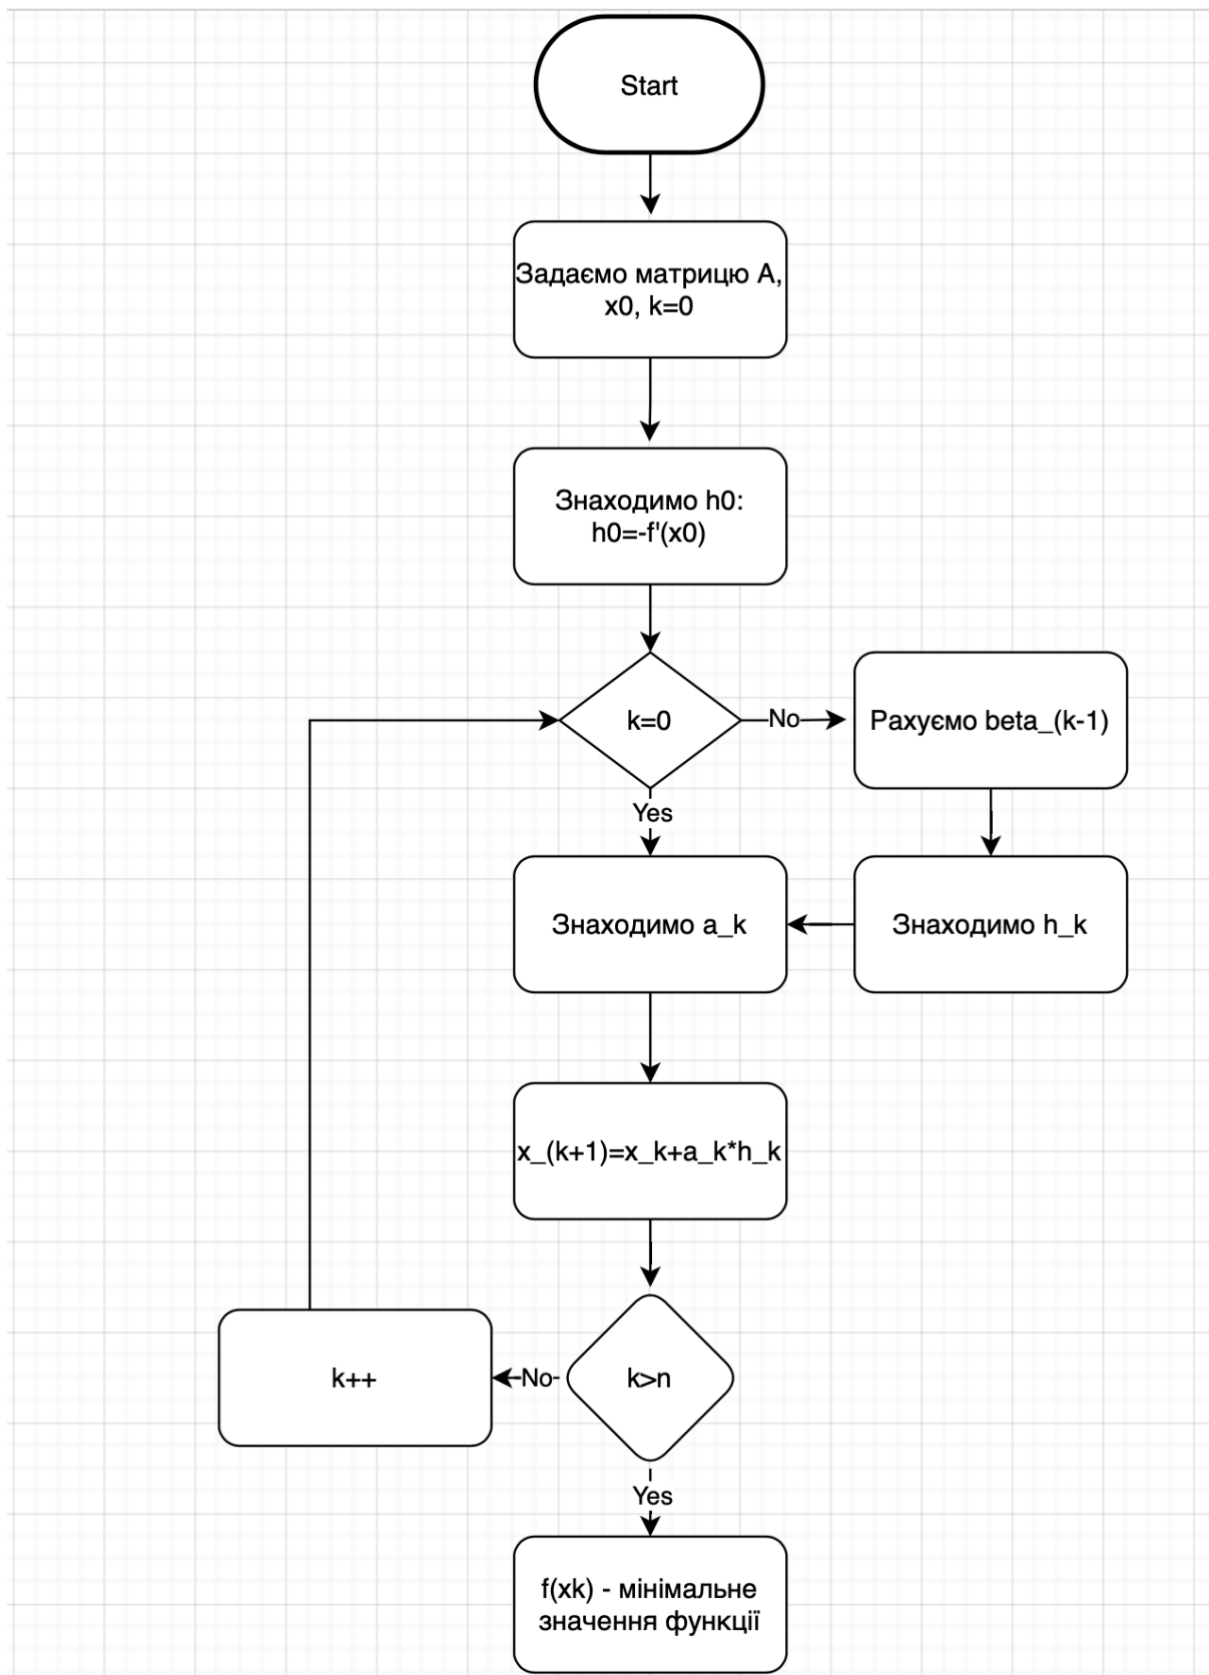 Start
Задаємо матрицю A,
x0, k=0
Знаходимо h0:
h0=-f'(x0)
k=0
No
Рахуємо beta_(k-1)
Yes
Знаходимо a_k
Знаходимо h_k
x_(k+1)=x_k+a_k*h_k
k++
No
k>n
Yes
f(xk) - мінімальне
значення функції